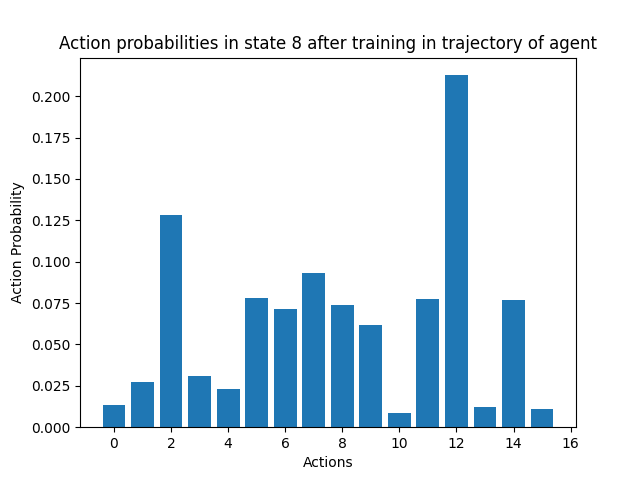 Action probabilities in state 8 after training in trajectory of agent
0.200
0.175
0.150
0.125
0.100
0.075
0.050
0.025
0.000
Action Probability
0 2 4 6 8 10 12 14 16
Actions